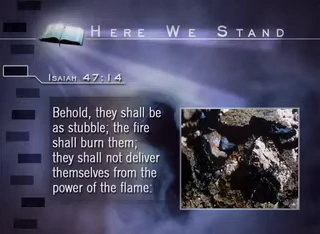 Here We Stand
Isaiah 47:14
Behold, they shall be
as stubble; the fire
shall burn them;
they shall not deliver
themselves from the
power of the flame: